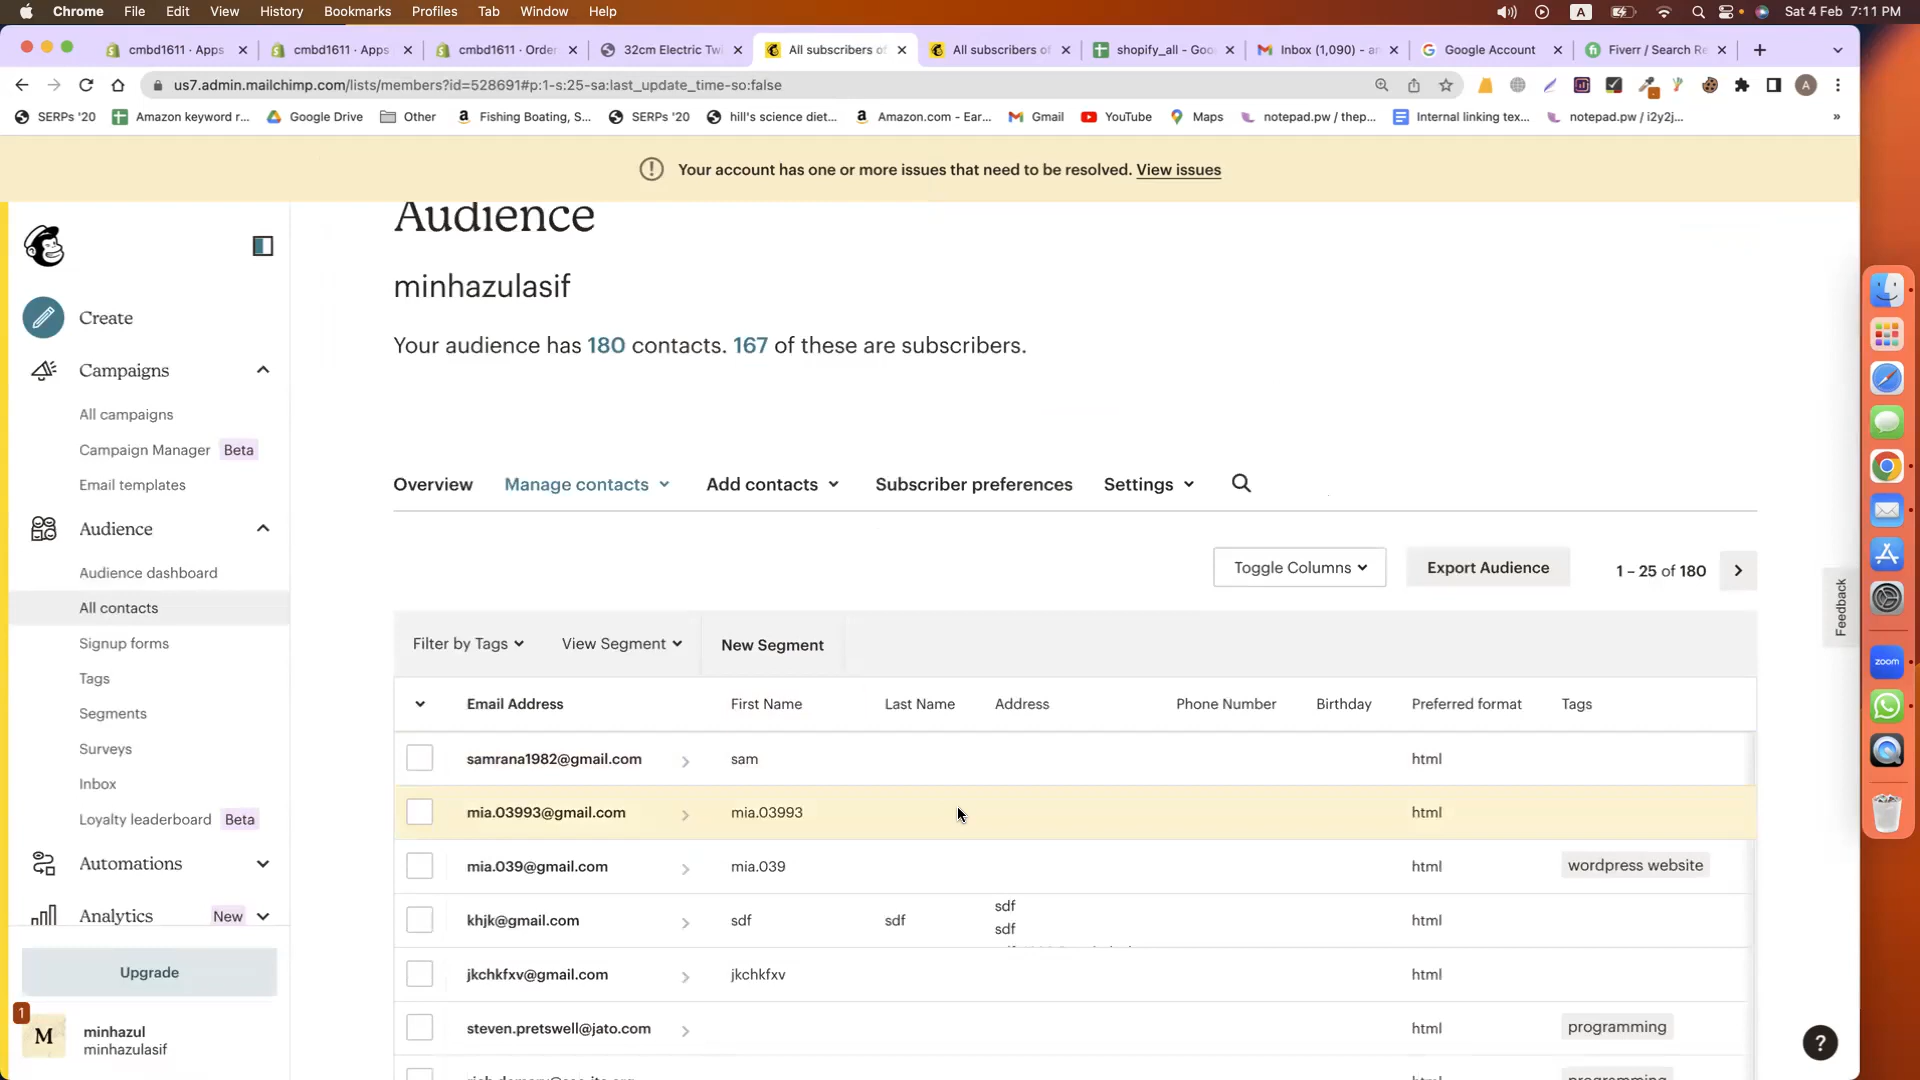 Chrome File Edit View History Bookmarks Profiles Tab Window Help
A
Sat 4 Feb 7:11 PM
cmbd1611 · Apps
cmbd1611 · Apps
cmbd1611 · Order
32cm Electric Twi
All subscribers of
All subscribers of
shopify_all - Goo
Inbox (1,090) - an
Google Account
Fiverr / Search Re
us7.admin.mailchimp.com/lists/members?id=528691#p:1-s:25-sa:last_update_time-so:false
A
SERPs '20
Amazon keyword r...
Google Drive
Other
Fishing Boating, S...
SERPs '20
hill's science diet...
Amazon.com - Ear...
Gmail
YouTube
Maps
notepad.pw / thep...
Internal linking tex...
notepad.pw / i2y2j...
»
Your account has one or more issues that need to be resolved. View issues
Create
Campaigns
All campaigns
Campaign Manager Beta
Email templates
Audience
Audience dashboard
All contacts
Signup forms
Tags
Segments
Surveys
Inbox
Loyalty leaderboard Beta
Automations
Analytics New
Upgrade
1
M
minhazul
minhazulasif
Audience
minhazulasif
Your audience has 180 contacts. 167 of these are subscribers.
Overview Manage contacts Add contacts Subscriber preferences Settings
Toggle Columns Export Audience 1 – 25 of 180
Filter by Tags View Segment New Segment
Email Address First Name Last Name Address Phone Number Birthday Preferred format Tags
samrana1982@gmail.com sam html
mia.03993@gmail.com mia.03993 html
mia.039@gmail.com mia.039 html wordpress website
khjk@gmail.com sdf sdf sdf html
sdf
jkchkfxv@gmail.com jkchkfxv html
steven.pretswell@jato.com html programming
Feedback
zoom
?